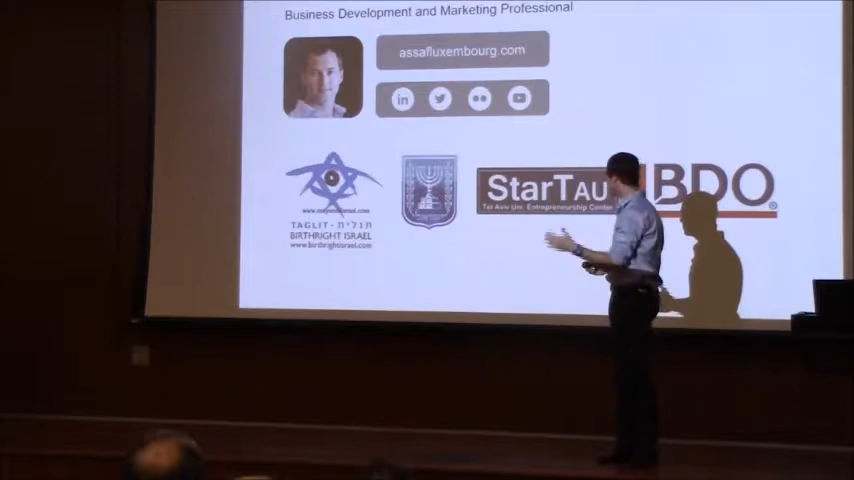 Business Development and Marketing Professional
assafluxembourg.com
in
StarTAU
Tel Aviv Uni. Entrepreneurship Center
BDO
®
TAGLIT - תגלית
BIRTHRIGHT ISRAEL
www.birthrightisrael.com